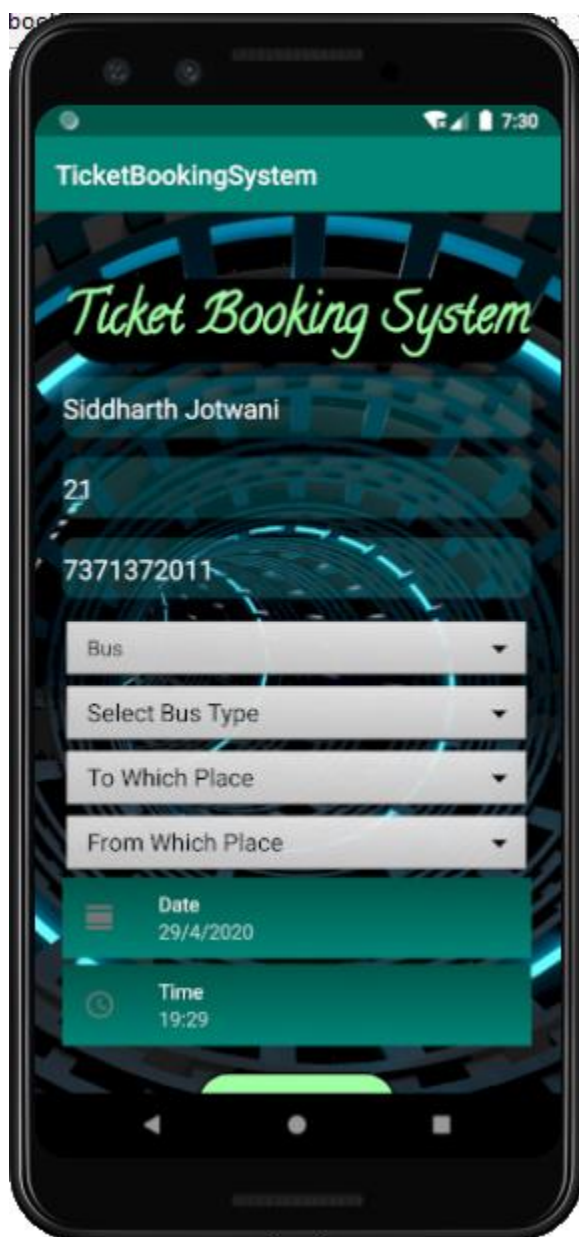 7:30
TicketBookingSystem
Ticket Booking System
Siddharth Jotwani
21
7371372011
Bus
Select Bus Type
To Which Place
From Which Place
Date
29/4/2020
Time
19:29